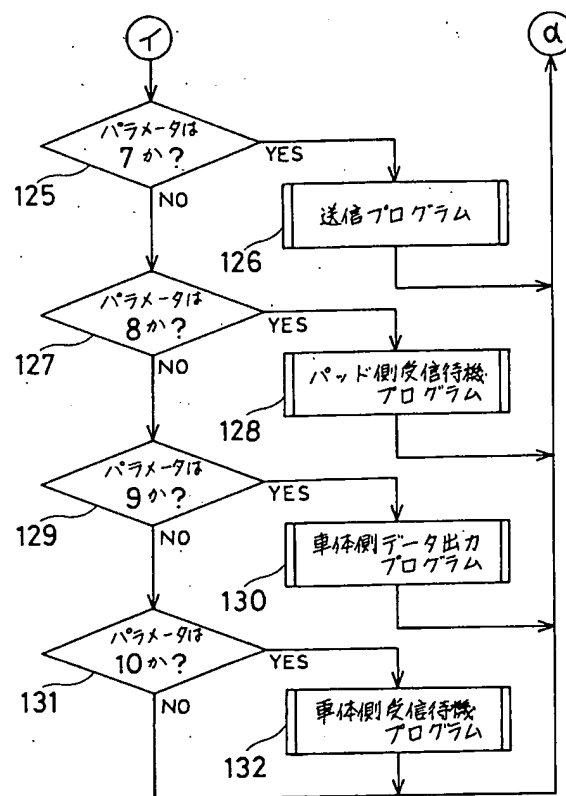 イ
a
パラメータは
7か?
YES
125
NO
送信プログラム
126
パラメータは
8か?
YES
127
NO
パッド側受信待機
プログラム
128
パラメータは
9か?
YES
129
NO
車体側データ出力
プログラム
130
パラメータは
10か?
YES
131
NO
車体側受信待機
プログラム
132